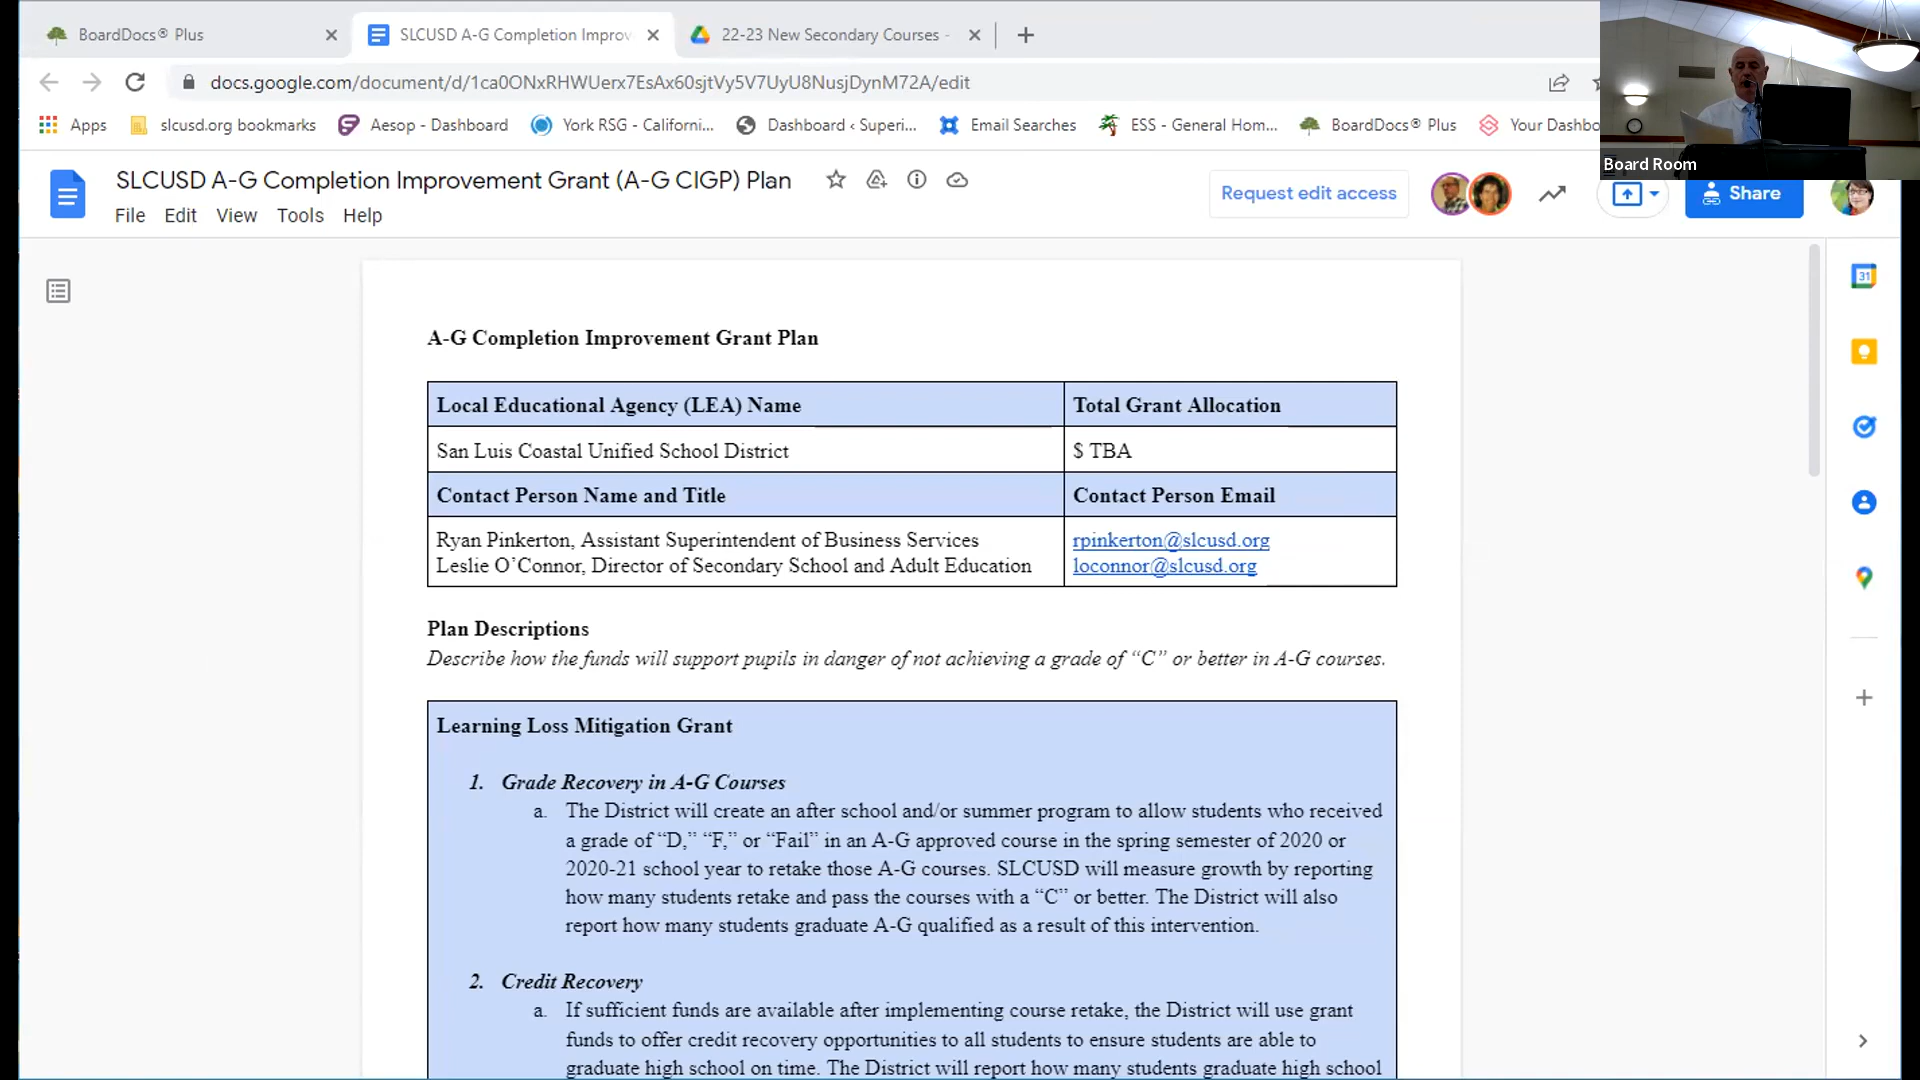 BoardDocs® Plus
SLCUSD A-G Completion Improv
22-23 New Secondary Courses -
docs.google.com/document/d/1ca0ONxRHWUerx7EsAx60sjtVy5V7UyU8NusjDynM72A/edit
Apps
slcusd.org bookmarks
Aesop - Dashboard
York RSG - Californi...
Dashboard ‹ Superi...
Email Searches
ESS - General Hom...
BoardDocs® Plus
Your Dashbo
Board Room
SLCUSD A-G Completion Improvement Grant (A-G CIGP) Plan
File Edit View Tools Help
Request edit access
Share
31
A-G Completion Improvement Grant Plan
Local Educational Agency (LEA) Name
Total Grant Allocation
San Luis Coastal Unified School District
$ TBA
Contact Person Name and Title
Contact Person Email
Ryan Pinkerton, Assistant Superintendent of Business Services
Leslie O’Connor, Director of Secondary School and Adult Education
rpinkerton@slcusd.org
loconnor@slcusd.org
Plan Descriptions
Describe how the funds will support pupils in danger of not achieving a grade of “C” or better in A-G courses.
Learning Loss Mitigation Grant
1. Grade Recovery in A-G Courses
a. The District will create an after school and/or summer program to allow students who received
a grade of “D,” “F,” or “Fail” in an A-G approved course in the spring semester of 2020 or
2020-21 school year to retake those A-G courses. SLCUSD will measure growth by reporting
how many students retake and pass the courses with a “C” or better. The District will also
report how many students graduate A-G qualified as a result of this intervention.
2. Credit Recovery
a. If sufficient funds are available after implementing course retake, the District will use grant
funds to offer credit recovery opportunities to all students to ensure students are able to
graduate high school on time. The District will report how many students graduate high school